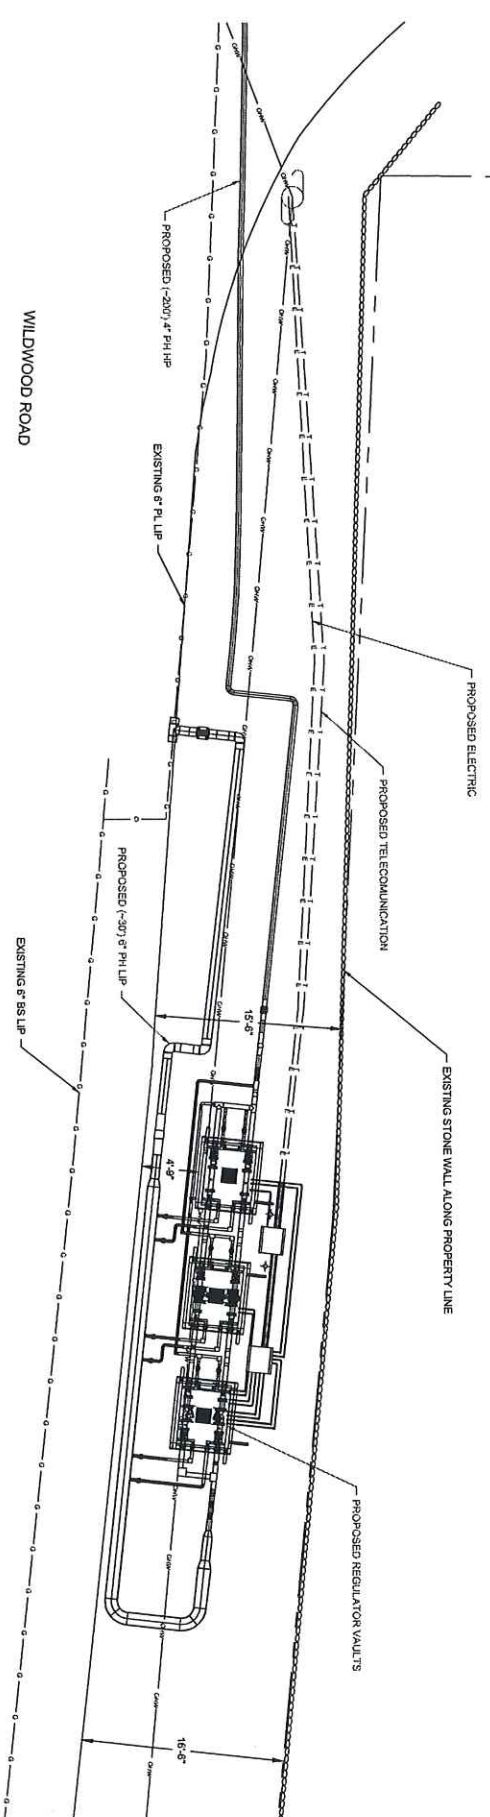 PROPOSED ELECTRIC
PROPOSED TELECOMUNICATION
EXISTING STONE WALL ALONG PROPERTY LINE
PROPOSED REGULATOR VAULTS
PROPOSED (~200') 4" PH HP
EXISTING 6" PL LIP
PROPOSED (~30') 6" PH LIP
EXISTING 6" BS LIP
WILDWOOD ROAD
15'-6"
4'-9"
16'-6"
OHW
G
T
E